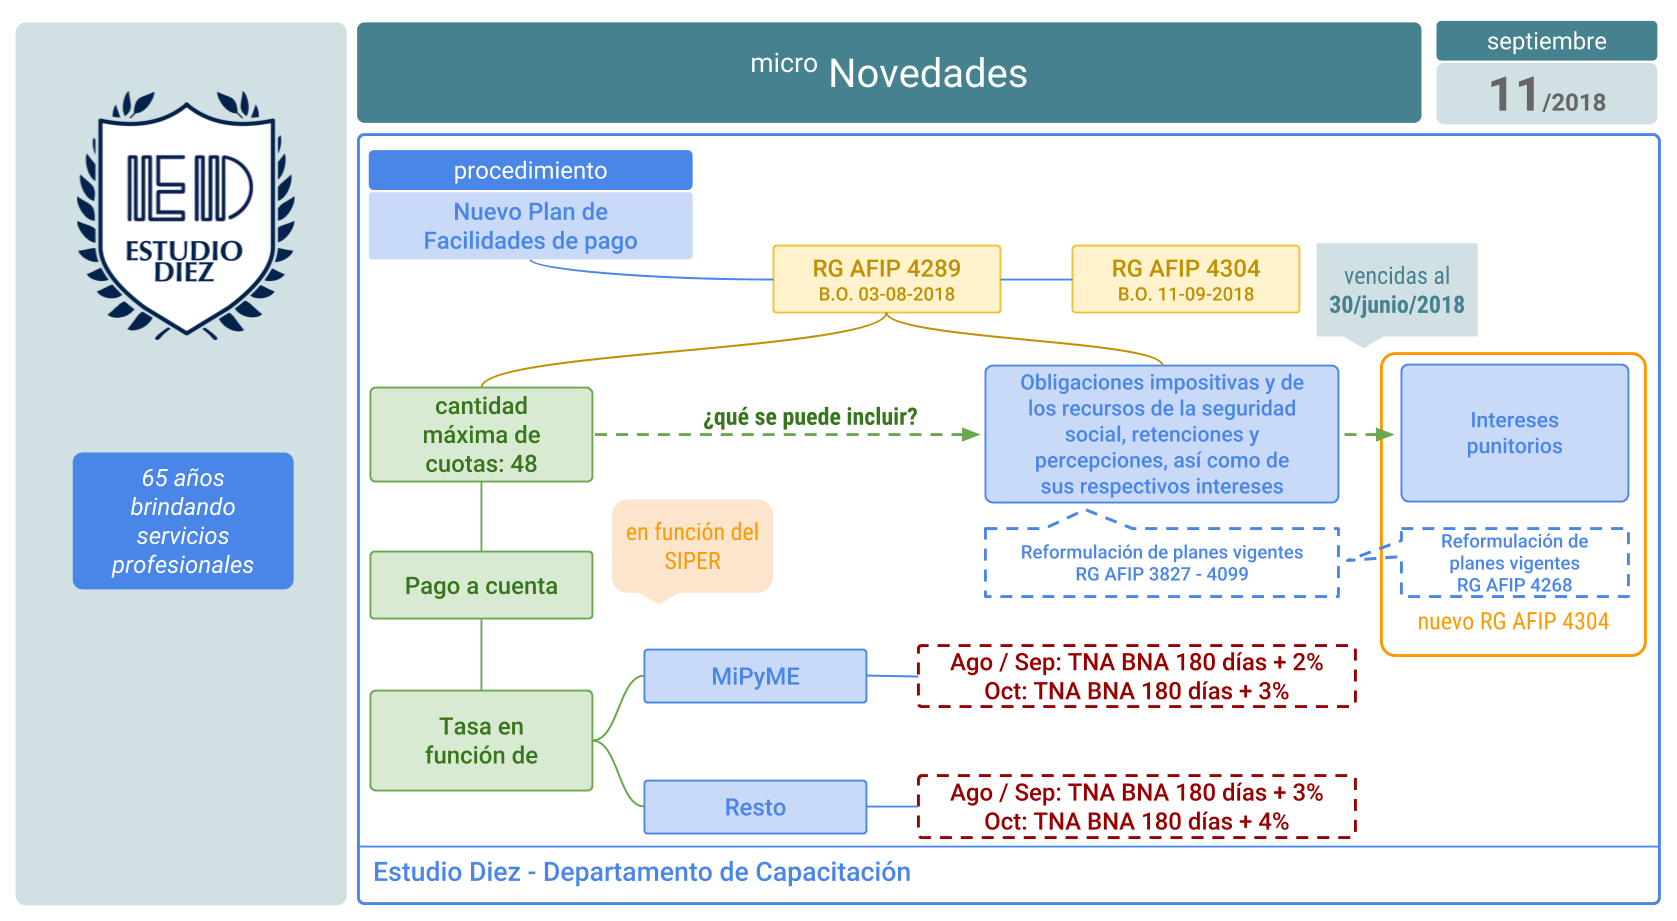 micro Novedades
septiembre
11/2018
ESTUDIO
DIEZ
65 años
brindando
servicios
profesionales
procedimiento
Nuevo Plan de
Facilidades de pago
RG AFIP 4289
B.O. 03-08-2018
RG AFIP 4304
B.O. 11-09-2018
vencidas al
30/junio/2018
cantidad
máxima de
cuotas: 48
¿qué se puede incluir?
Obligaciones impositivas y de
los recursos de la seguridad
social, retenciones y
percepciones, así como de
sus respectivos intereses
Intereses
punitorios
en función del
SIPER
Reformulación de planes vigentes
RG AFIP 3827 - 4099
Reformulación de
planes vigentes
RG AFIP 4268
nuevo RG AFIP 4304
Pago a cuenta
Tasa en
función de
MiPyME
Ago / Sep: TNA BNA 180 días + 2%
Oct: TNA BNA 180 días + 3%
Resto
Ago / Sep: TNA BNA 180 días + 3%
Oct: TNA BNA 180 días + 4%
Estudio Diez - Departamento de Capacitación